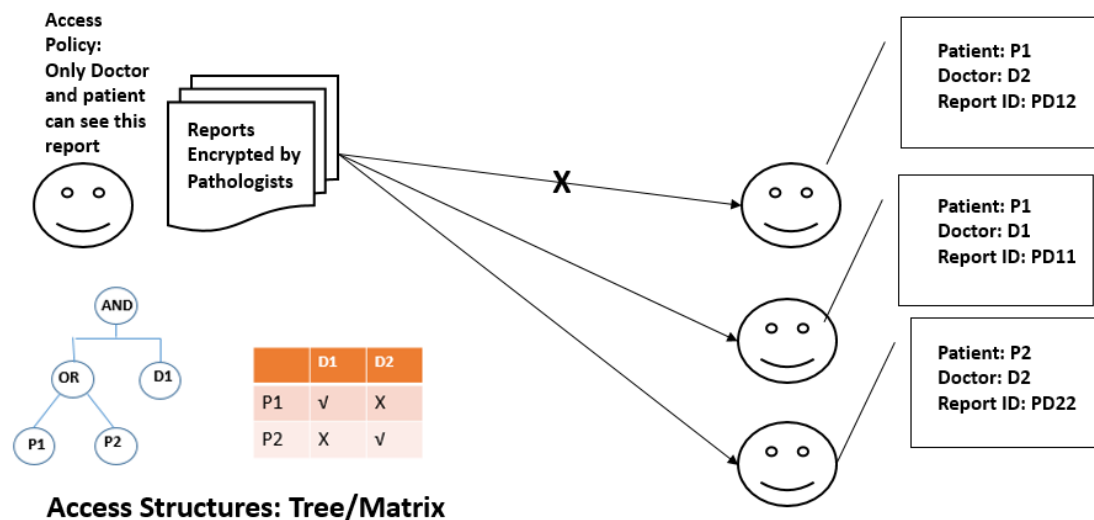 Access
Policy:
Only Doctor
and patient
can see this
report
Reports
Encrypted by
Pathologists
X
Patient: P1
Doctor: D2
Report ID: PD12
Patient: P1
Doctor: D1
Report ID: PD11
Patient: P2
Doctor: D2
Report ID: PD22
AND
OR D1
P1 P2
D1 D2
P1 √ X
P2 X √
Access Structures: Tree/Matrix